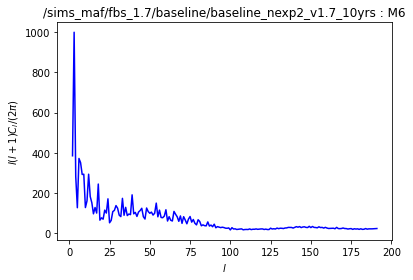 /sims_maf/fbs_1.7/baseline/baseline_nexp2_v1.7_10yrs : M6
1000
800
600
400
200
0
l(l + 1)C_l/(2π)
0 25 50 75 100 125 150 175 200
l